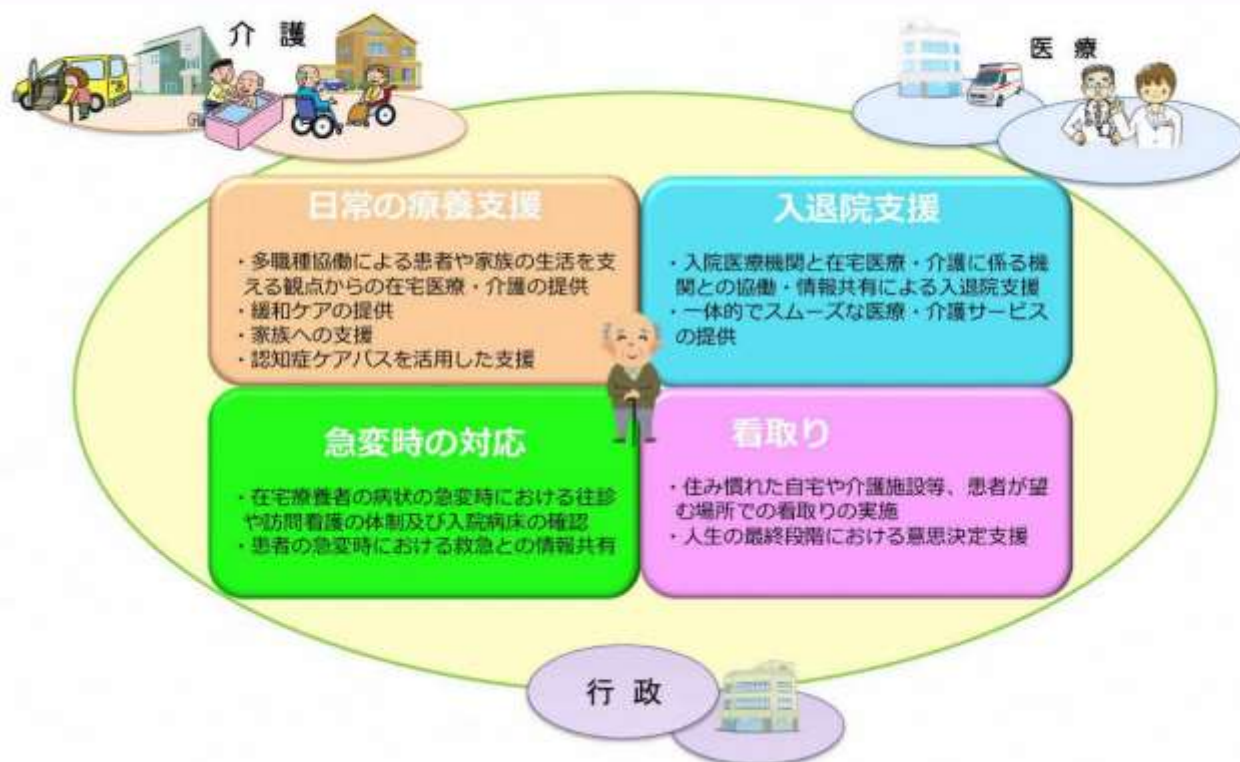 介 護
医 療
日常の療養支援
・多職種協働による患者や家族の生活を支
える観点からの在宅医療・介護の提供
・緩和ケアの提供
・家族への支援
・認知症ケアパスを活用した支援
入退院支援
・入院医療機関と在宅医療・介護に係る機
関との協働・情報共有による入退院支援
・一体的でスムーズな医療・介護サービス
の提供
急変時の対応
・在宅療養者の病状の急変時における往診
や訪問看護の体制及び入院病床の確認
・患者の急変時における救急との情報共有
看取り
・住み慣れた自宅や介護施設等、患者が望
む場所での看取りの実施
・人生の最終段階における意思決定支援
行 政